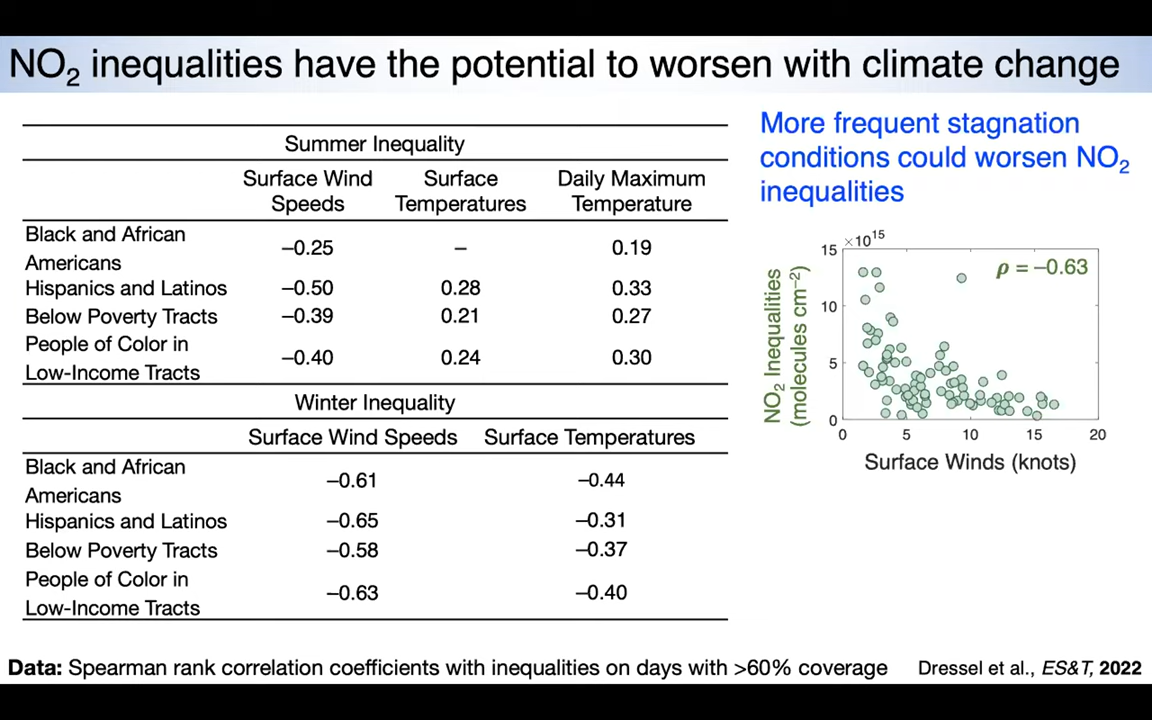 NO₂ inequalities have the potential to worsen with climate change
Summer Inequality
Surface Wind Speeds Surface Temperatures Daily Maximum Temperature
Black and African Americans –0.25 – 0.19
Hispanics and Latinos –0.50 0.28 0.33
Below Poverty Tracts –0.39 0.21 0.27
People of Color in Low-Income Tracts –0.40 0.24 0.30
Winter Inequality
Surface Wind Speeds Surface Temperatures
Black and African Americans –0.61 –0.44
Hispanics and Latinos –0.65 –0.31
Below Poverty Tracts –0.58 –0.37
People of Color in Low-Income Tracts –0.63 –0.40
More frequent stagnation
conditions could worsen NO₂
inequalities
×10¹⁵
ρ = –0.63
NO₂ Inequalities
(molecules cm⁻²)
15
10
5
0
0 5 10 15 20
Surface Winds (knots)
Data: Spearman rank correlation coefficients with inequalities on days with >60% coverage
Dressel et al., ES&T, 2022